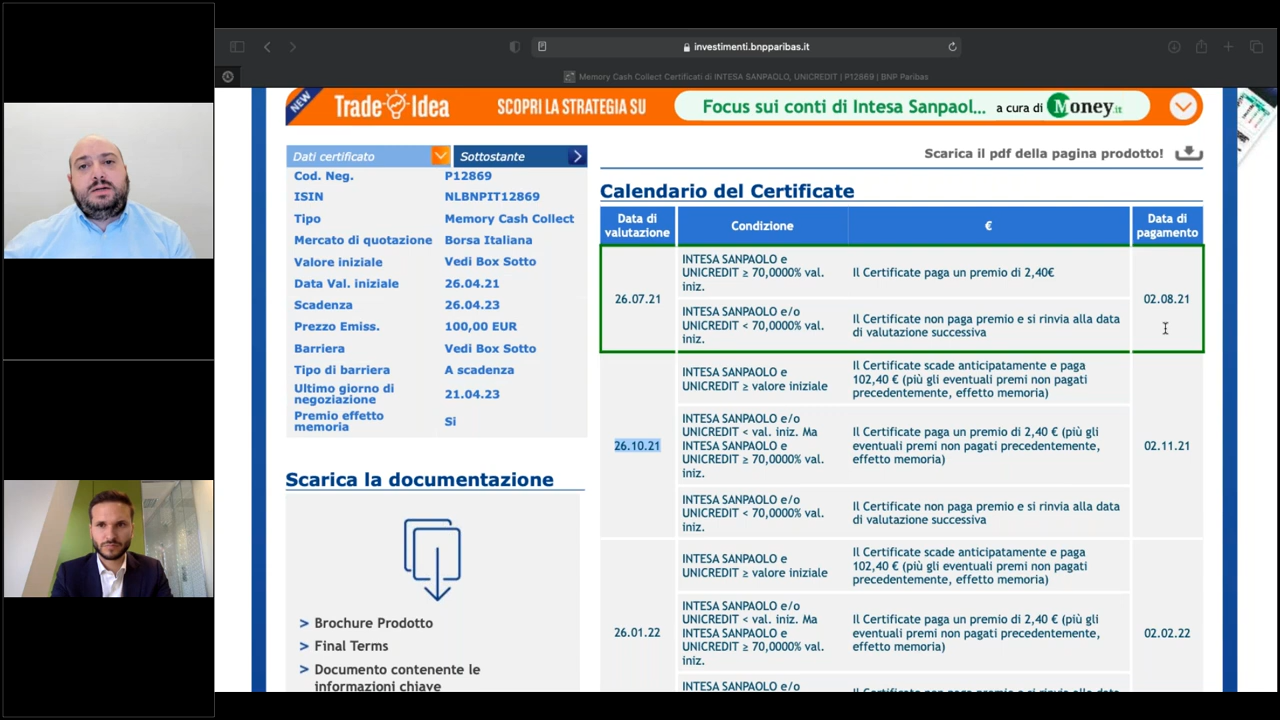 investimenti.bnpparibas.it
Memory Cash Collect Certificati di INTESA SANPAOLO, UNICREDIT | P12869 | BNP Paribas
NEW
Trade Idea
SCOPRI LA STRATEGIA SU
Focus sui conti di Intesa Sanpaol...
a cura di Money.it
Dati certificato
Sottostante
Cod. Neg. P12869
ISIN NLBNPIT12869
Tipo Memory Cash Collect
Mercato di quotazione Borsa Italiana
Valore iniziale Vedi Box Sotto
Data Val. iniziale 26.04.21
Scadenza 26.04.23
Prezzo Emiss. 100,00 EUR
Barriera Vedi Box Sotto
Tipo di barriera A scadenza
Ultimo giorno di
negoziazione 21.04.23
Premio effetto
memoria Si
Scarica la documentazione
> Brochure Prodotto
> Final Terms
> Documento contenente le
informazioni chiave
Scarica il pdf della pagina prodotto!
Calendario del Certificate
Data di
valutazione
Condizione
€
Data di
pagamento
26.07.21
INTESA SANPAOLO e
UNICREDIT ≥ 70,0000% val.
iniz.
Il Certificate paga un premio di 2,40€
INTESA SANPAOLO e/o
UNICREDIT < 70,0000% val.
iniz.
Il Certificate non paga premio e si rinvia alla data
di valutazione successiva
02.08.21
26.10.21
INTESA SANPAOLO e
UNICREDIT ≥ valore iniziale
Il Certificate scade anticipatamente e paga
102,40 € (più gli eventuali premi non pagati
precedentemente, effetto memoria)
INTESA SANPAOLO e/o
UNICREDIT < val. iniz. Ma
INTESA SANPAOLO e
UNICREDIT ≥ 70,0000% val.
iniz.
Il Certificate paga un premio di 2,40 € (più gli
eventuali premi non pagati precedentemente,
effetto memoria)
INTESA SANPAOLO e/o
UNICREDIT < 70,0000% val.
iniz.
Il Certificate non paga premio e si rinvia alla data
di valutazione successiva
02.11.21
26.01.22
INTESA SANPAOLO e
UNICREDIT ≥ valore iniziale
Il Certificate scade anticipatamente e paga
102,40 € (più gli eventuali premi non pagati
precedentemente, effetto memoria)
INTESA SANPAOLO e/o
UNICREDIT < val. iniz. Ma
INTESA SANPAOLO e
UNICREDIT ≥ 70,0000% val.
iniz.
Il Certificate paga un premio di 2,40 € (più gli
eventuali premi non pagati precedentemente,
effetto memoria)
02.02.22
INTESA SANPAOLO e/o